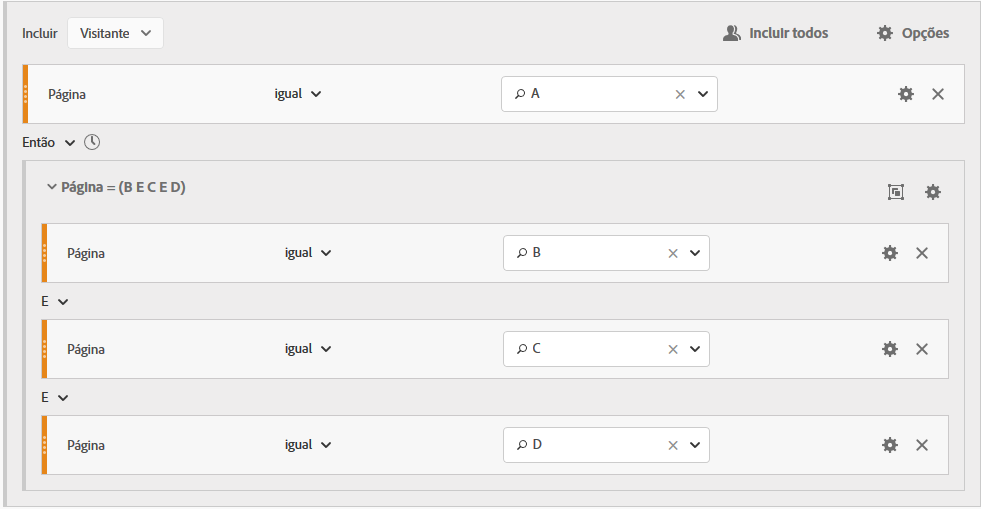 Incluir Visitante Incluir todos Opções
Página igual A
Então
Página = (B E C E D)
Página igual B
E
Página igual C
E
Página igual D